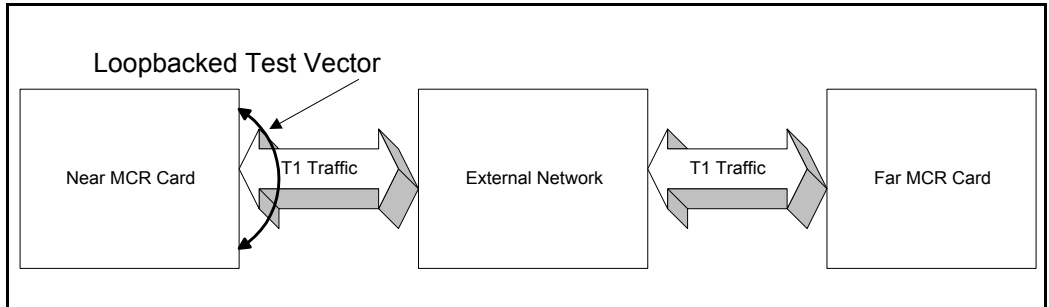 Loopbacked Test Vector
Near MCR Card
T1 Traffic
External Network
T1 Traffic
Far MCR Card